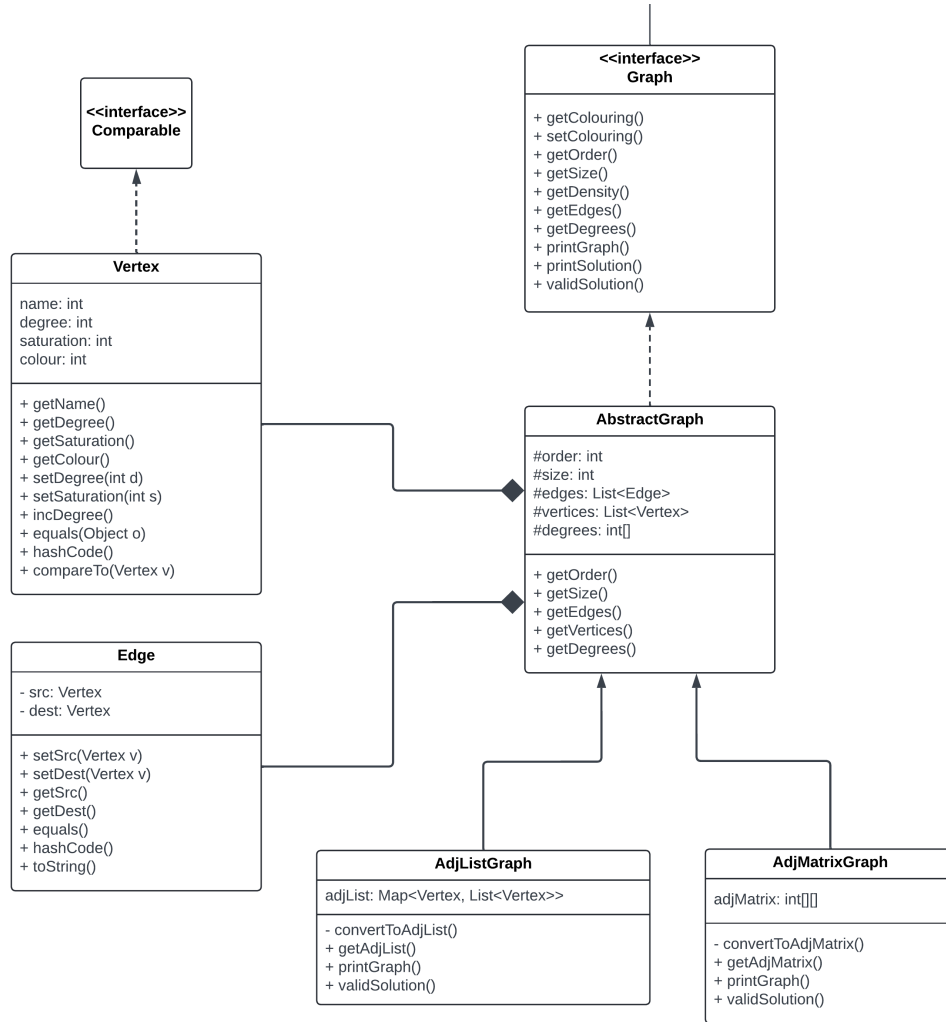 <<interface>>
Graph
+ getColouring()
+ setColouring()
+ getOrder()
+ getSize()
+ getDensity()
+ getEdges()
+ getDegrees()
+ printGraph()
+ printSolution()
+ validSolution()
<<interface>>
Comparable
Vertex
name: int
degree: int
saturation: int
colour: int
+ getName()
+ getDegree()
+ getSaturation()
+ getColour()
+ setDegree(int d)
+ setSaturation(int s)
+ incDegree()
+ equals(Object o)
+ hashCode()
+ compareTo(Vertex v)
AbstractGraph
#order: int
#size: int
#edges: List<Edge>
#vertices: List<Vertex>
#degrees: int[]
+ getOrder()
+ getSize()
+ getEdges()
+ getVertices()
+ getDegrees()
Edge
- src: Vertex
- dest: Vertex
+ setSrc(Vertex v)
+ setDest(Vertex v)
+ getSrc()
+ getDest()
+ equals()
+ hashCode()
+ toString()
AdjListGraph
adjList: Map<Vertex, List<Vertex>>
- convertToAdjList()
+ getAdjList()
+ printGraph()
+ validSolution()
AdjMatrixGraph
adjMatrix: int[][]
- convertToAdjMatrix()
+ getAdjMatrix()
+ printGraph()
+ validSolution()